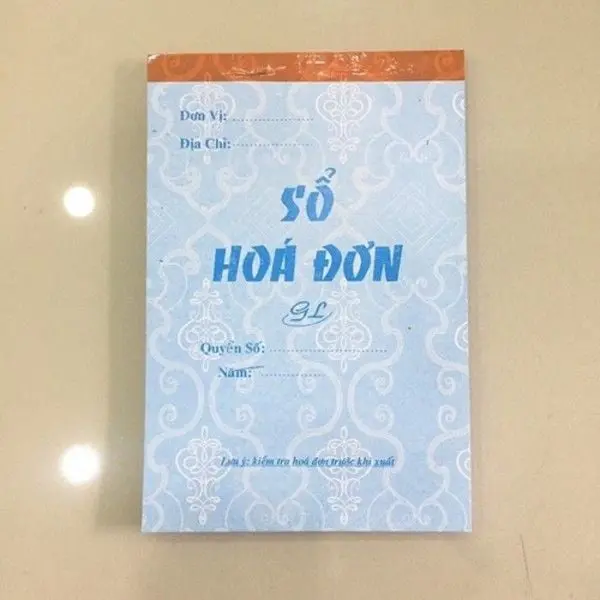 Đơn Vị: ........................
Địa Chỉ: .......................
SỔ
HOÁ ĐƠN
GL
Quyển Số: ..................................
Năm: ...................
Lưu ý: kiểm tra hoá đơn trước khi xuất